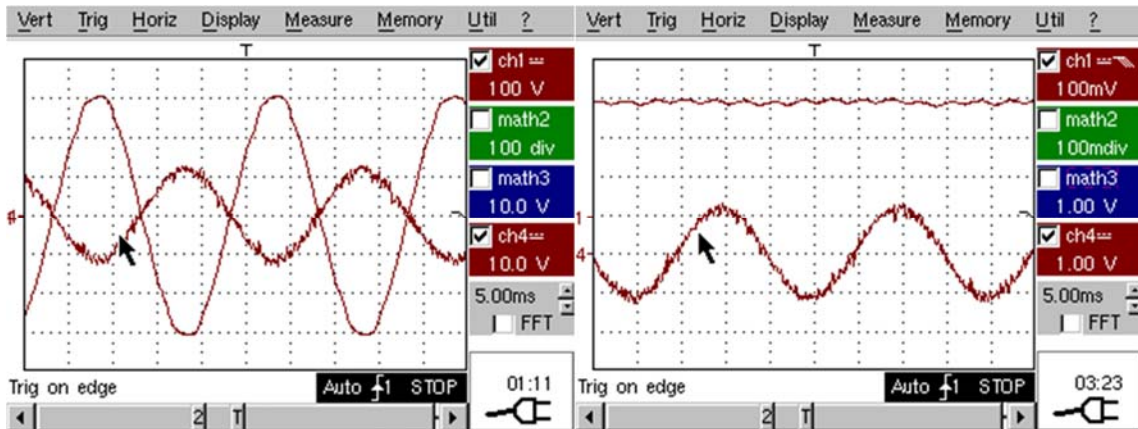 Vert Trig Horiz Display Measure Memory Util ?
T
ch1
100 V
math2
100 div
math3
10.0 V
ch4
10.0 V
5.00ms
FFT
Trig on edge
Auto 1 STOP
01:11
2 T
Vert Trig Horiz Display Measure Memory Util ?
T
ch1
100mV
math2
100mdiv
math3
1.00 V
1
4
ch4
1.00 V
5.00ms
FFT
Trig on edge
Auto 1 STOP
03:23
2 T